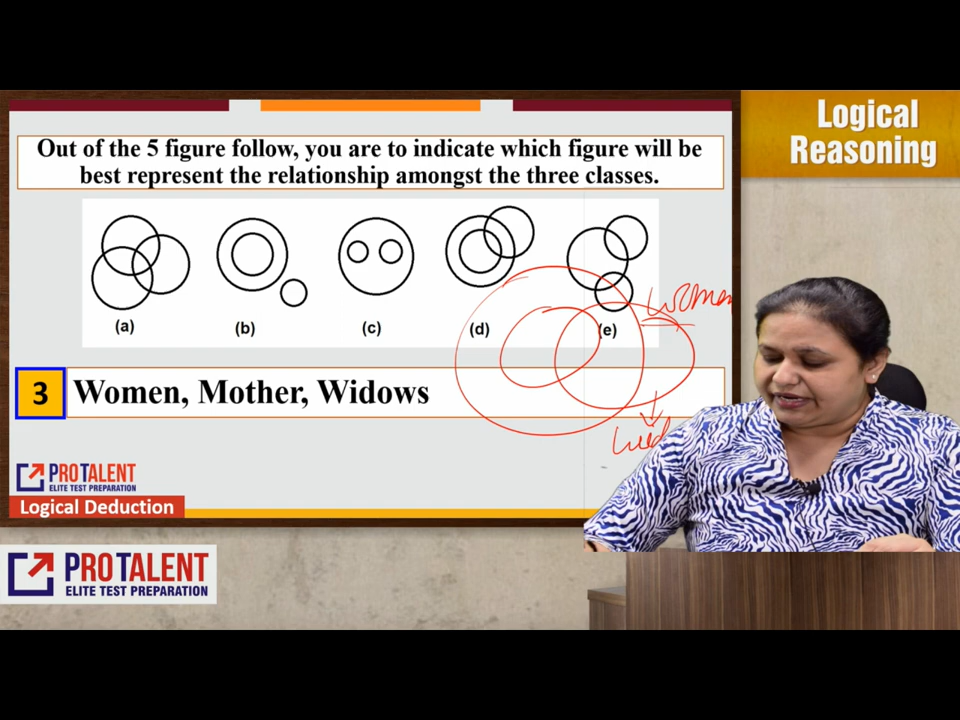 Logical
Reasoning
Out of the 5 figure follow, you are to indicate which figure will be
best represent the relationship amongst the three classes.
(a) (b) (c) (d) (e)
women
3 Women, Mother, Widows
PROTALENT
ELITE TEST PREPARATION
Logical Deduction
PROTALENT
ELITE TEST PREPARATION